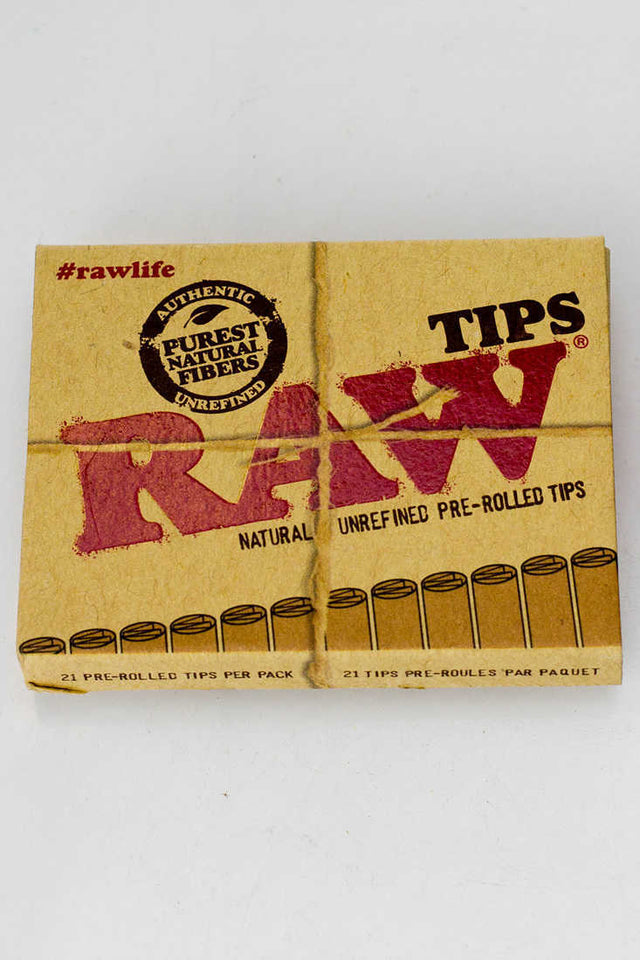 #rawlife
AUTHENTIC
PUREST
NATURAL
FIBERS
UNREFINED
TIPS
RAW®
NATURAL UNREFINED PRE-ROLLED TIPS
21 PRE-ROLLED TIPS PER PACK
21 TIPS PRE-ROULES PAR PAQUET